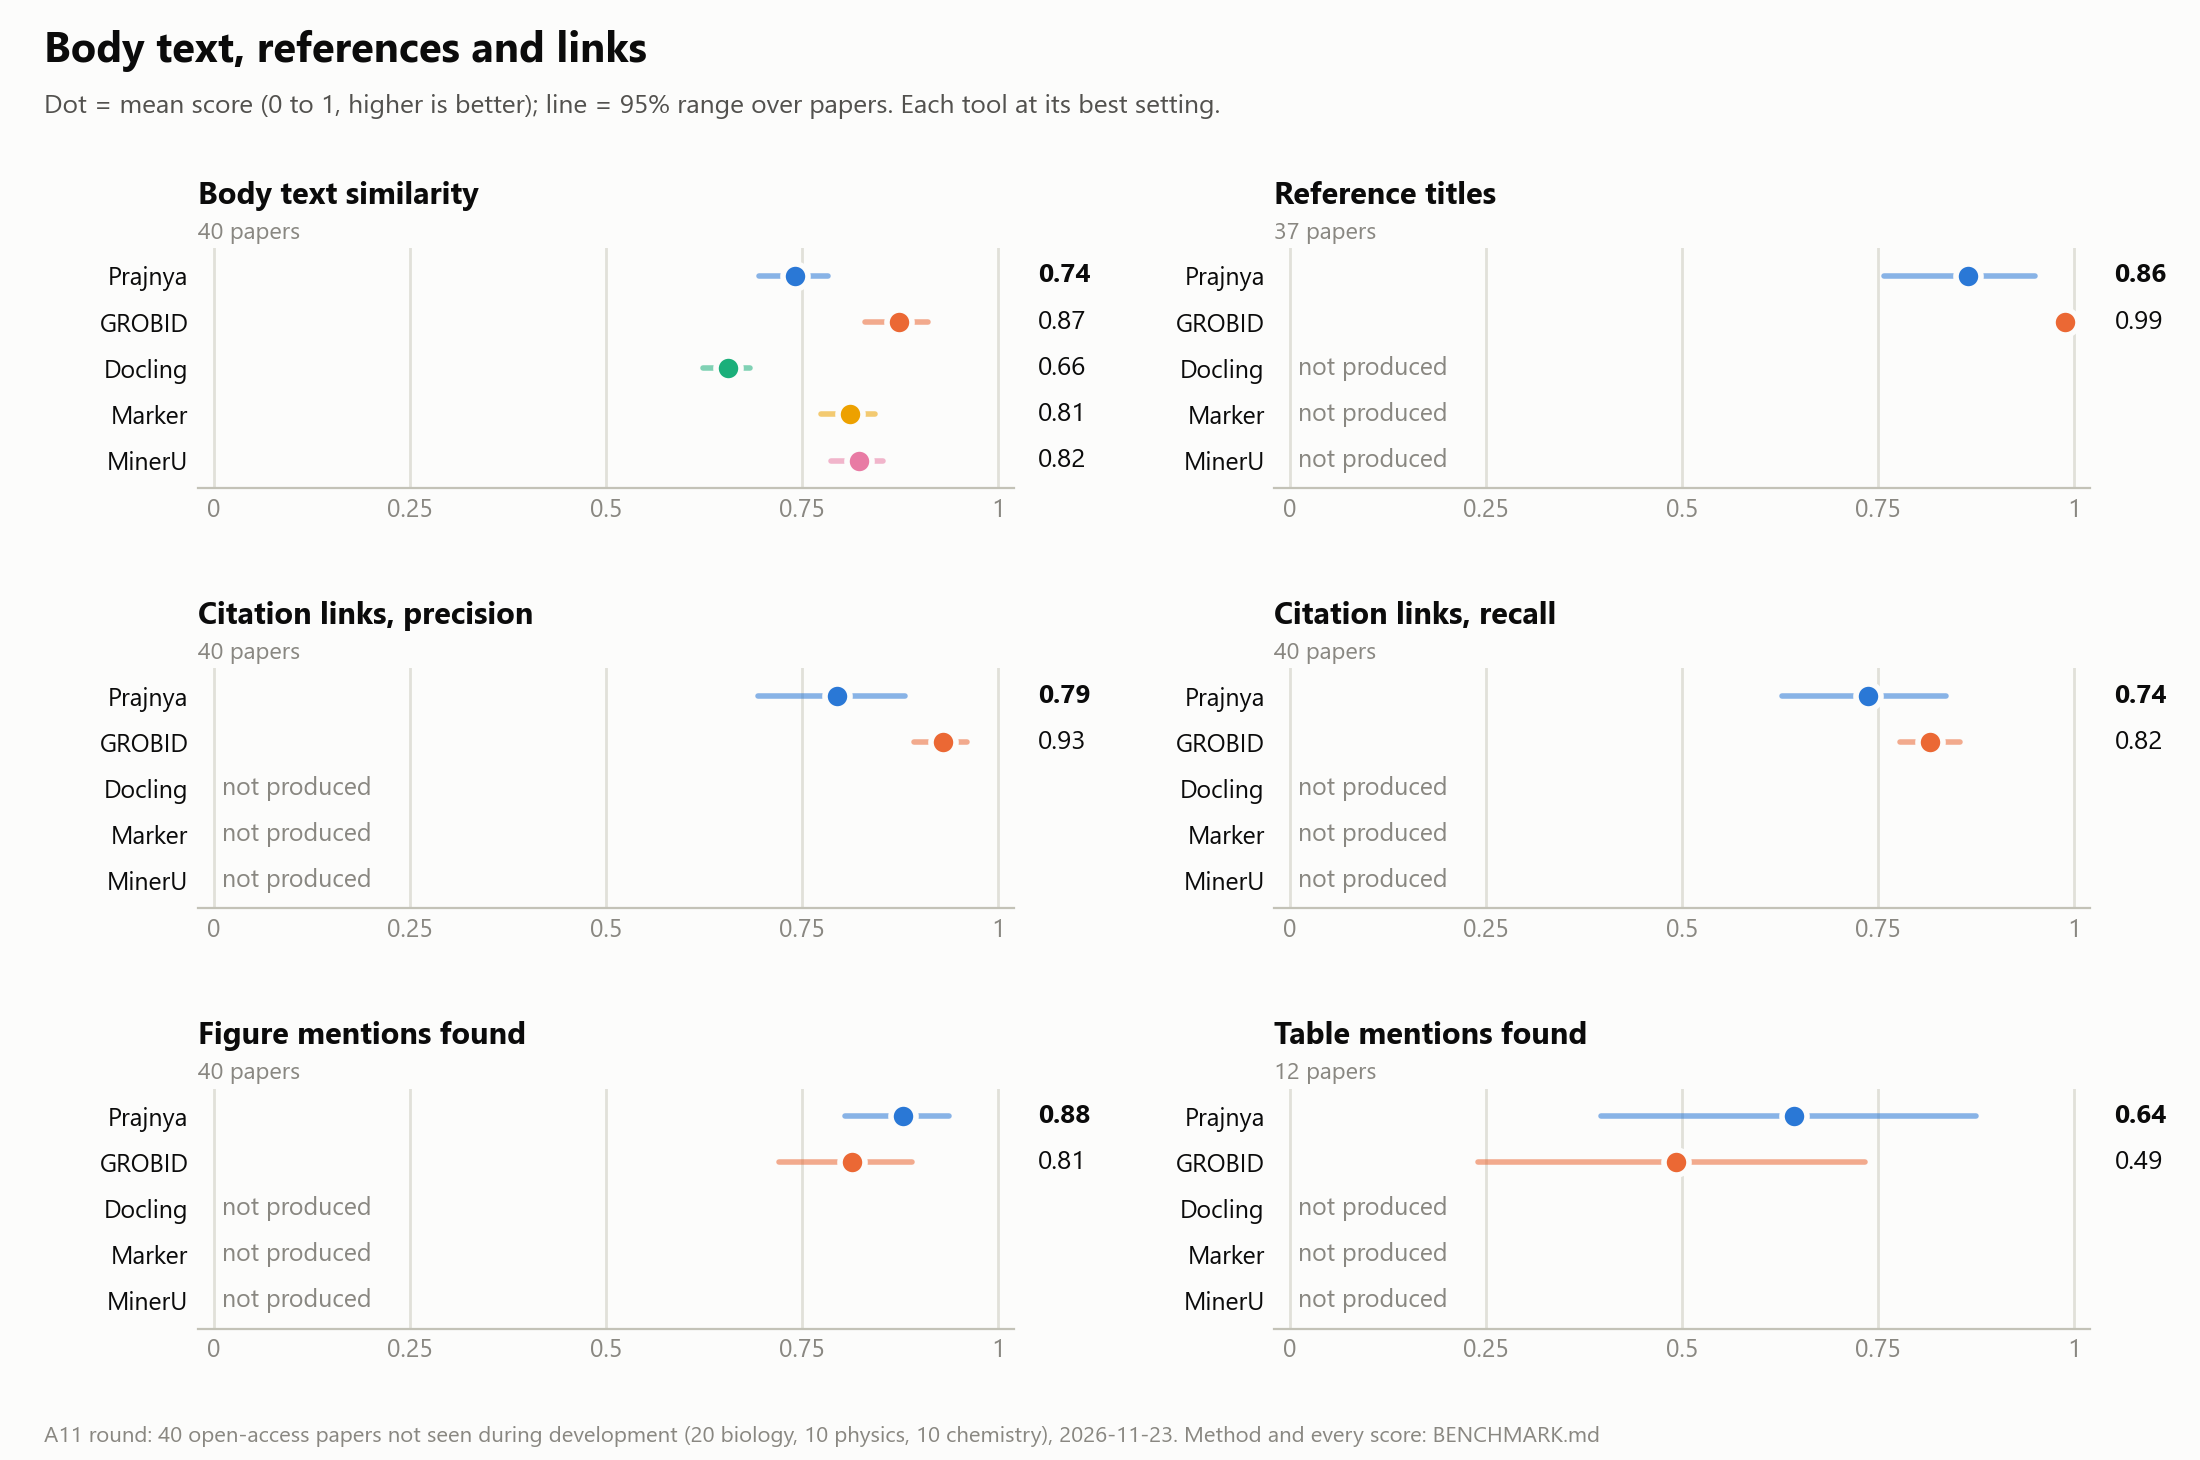 Body text, references and links
Dot = mean score (0 to 1, higher is better); line = 95% range over papers. Each tool at its best setting.
Body text similarity
40 papers
Prajnya 0.74
GROBID 0.87
Docling 0.66
Marker 0.81
MinerU 0.82
0 0.25 0.5 0.75 1
Reference titles
37 papers
Prajnya 0.86
GROBID 0.99
Docling not produced
Marker not produced
MinerU not produced
0 0.25 0.5 0.75 1
Citation links, precision
40 papers
Prajnya 0.79
GROBID 0.93
Docling not produced
Marker not produced
MinerU not produced
0 0.25 0.5 0.75 1
Citation links, recall
40 papers
Prajnya 0.74
GROBID 0.82
Docling not produced
Marker not produced
MinerU not produced
0 0.25 0.5 0.75 1
Figure mentions found
40 papers
Prajnya 0.88
GROBID 0.81
Docling not produced
Marker not produced
MinerU not produced
0 0.25 0.5 0.75 1
Table mentions found
12 papers
Prajnya 0.64
GROBID 0.49
Docling not produced
Marker not produced
MinerU not produced
0 0.25 0.5 0.75 1
A11 round: 40 open-access papers not seen during development (20 biology, 10 physics, 10 chemistry), 2026-11-23. Method and every score: BENCHMARK.md